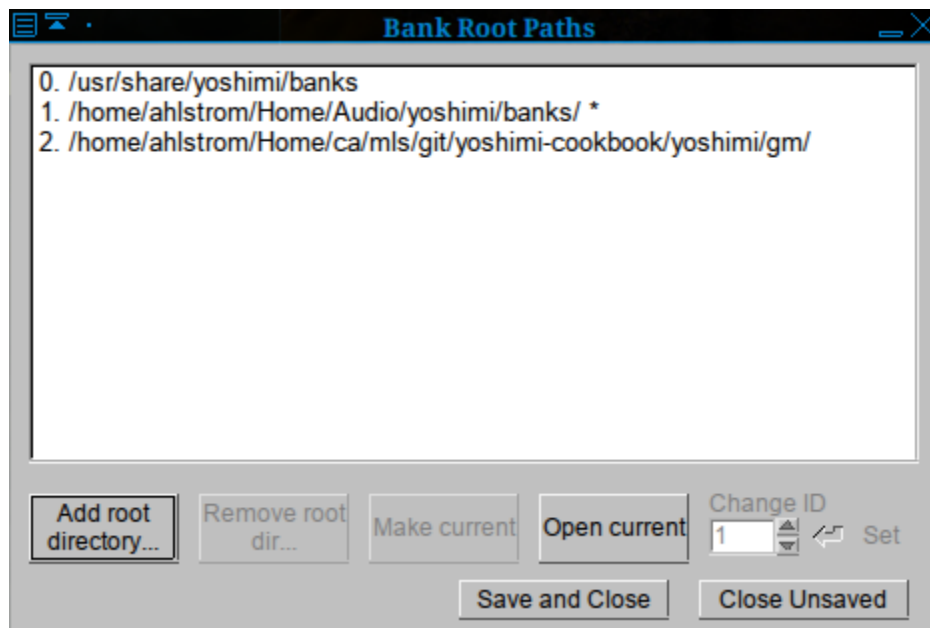 Bank Root Paths
0. /usr/share/yoshimi/banks
1. /home/ahlstrom/Home/Audio/yoshimi/banks/ *
2. /home/ahlstrom/Home/ca/mls/git/yoshimi-cookbook/yoshimi/gm/
Add root
directory...
Remove root
dir...
Make current
Open current
Change ID
1
Set
Save and Close
Close Unsaved